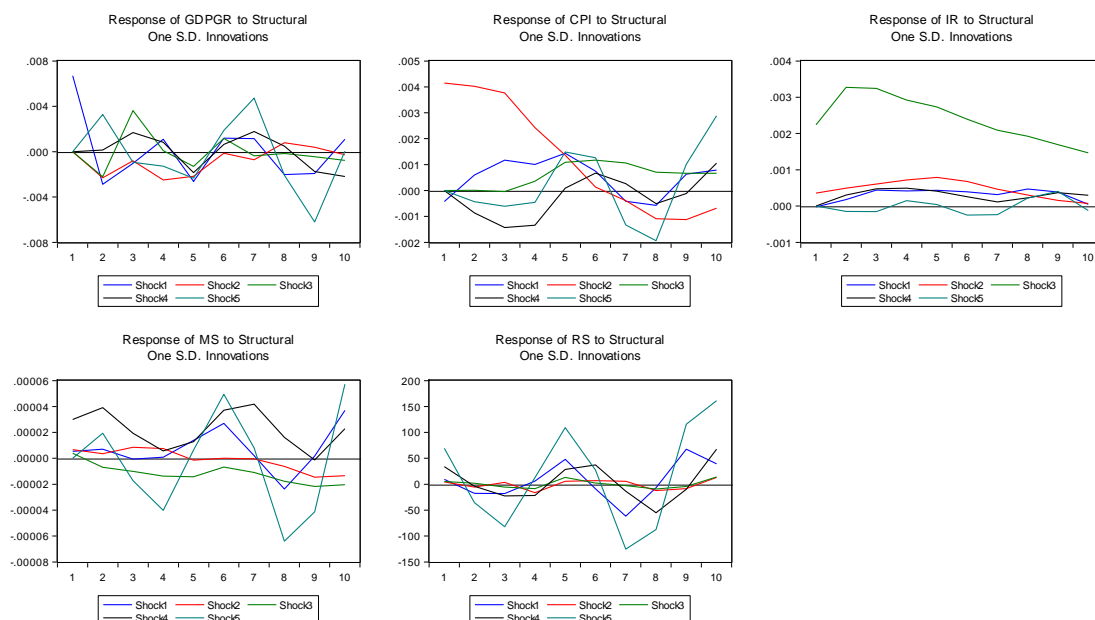 Response of GDPGR to Structural
One S.D. Innovations
.008
.004
.000
-.004
-.008
1 2 3 4 5 6 7 8 9 10
Shock1 Shock2 Shock3
Shock4 Shock5
Response of CPI to Structural
One S.D. Innovations
.005
.004
.003
.002
.001
.000
-.001
-.002
1 2 3 4 5 6 7 8 9 10
Shock1 Shock2 Shock3
Shock4 Shock5
Response of IR to Structural
One S.D. Innovations
.004
.003
.002
.001
.000
-.001
1 2 3 4 5 6 7 8 9 10
Shock1 Shock2 Shock3
Shock4 Shock5
Response of MS to Structural
One S.D. Innovations
.00006
.00004
.00002
.00000
-.00002
-.00004
-.00006
-.00008
1 2 3 4 5 6 7 8 9 10
Shock1 Shock2 Shock3
Shock4 Shock5
Response of RS to Structural
One S.D. Innovations
200
150
100
50
0
-50
-100
-150
1 2 3 4 5 6 7 8 9 10
Shock1 Shock2 Shock3
Shock4 Shock5